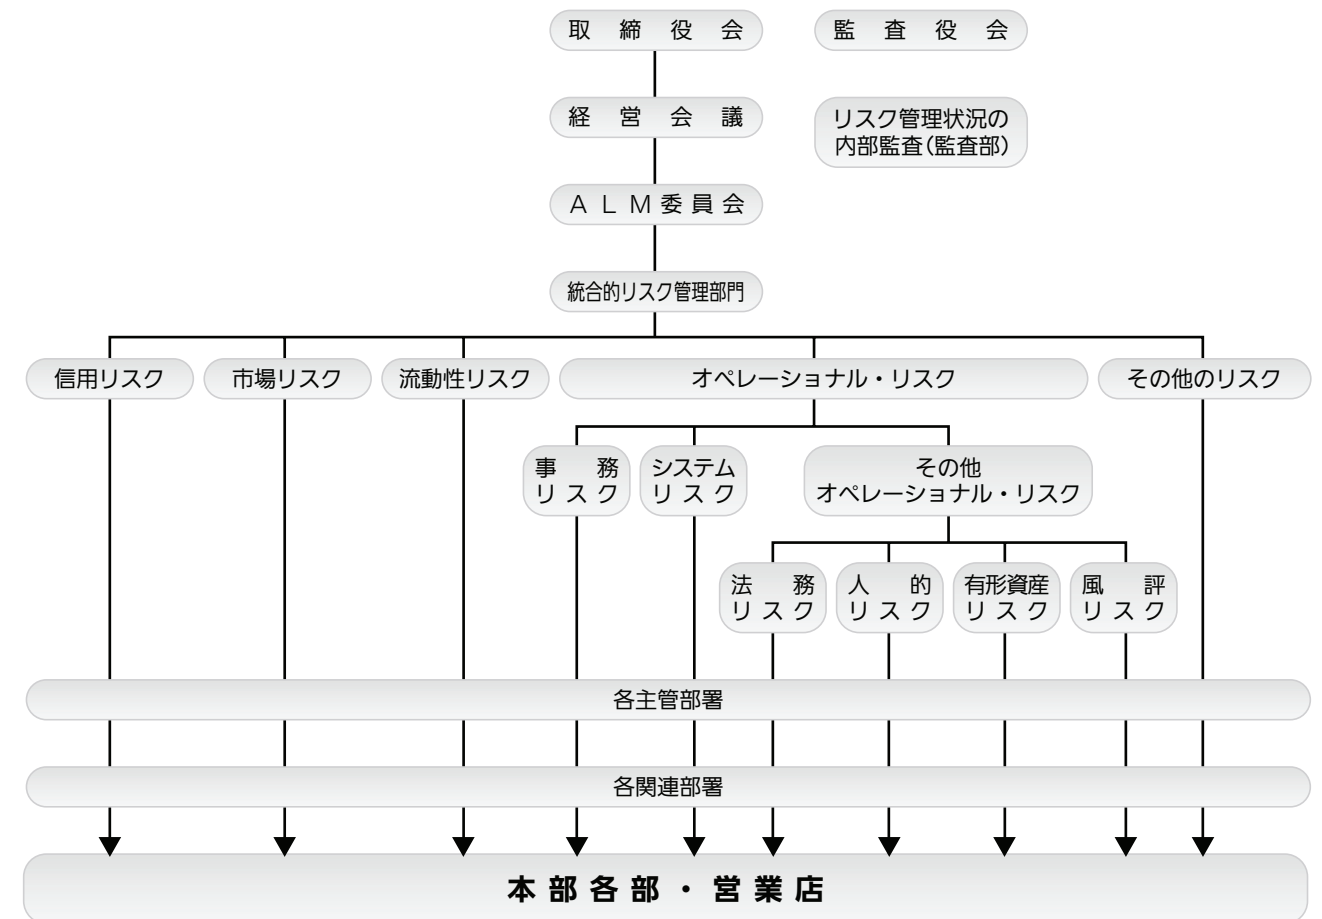 取締役会
監査役会
経営会議
リスク管理状況の
内部監査(監査部)
ALM委員会
統合的リスク管理部門
信用リスク
市場リスク
流動性リスク
オペレーショナル・リスク
その他のリスク
事務
リスク
システム
リスク
その他
オペレーショナル・リスク
法務
リスク
人的
リスク
有形資産
リスク
風評
リスク
各主管部署
各関連部署
本部各部・営業店